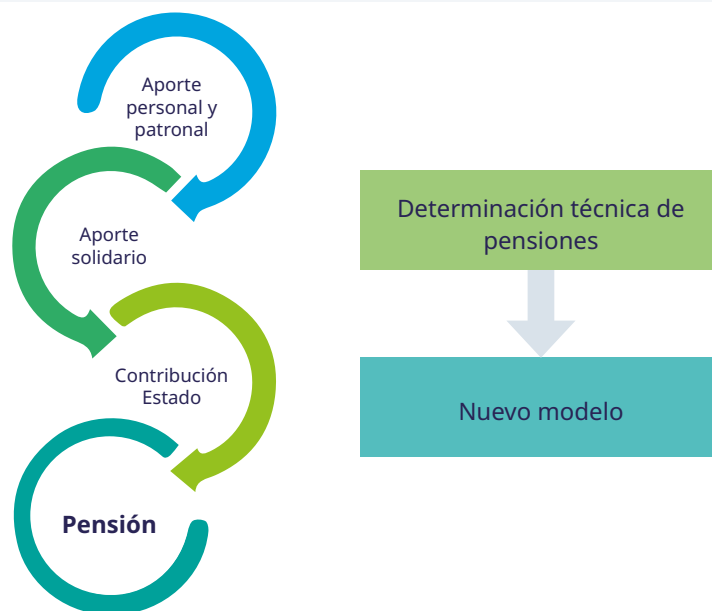 Aporte
personal y
patronal
Aporte
solidario
Contribución
Estado
Pensión
Determinación técnica de
pensiones
Nuevo modelo